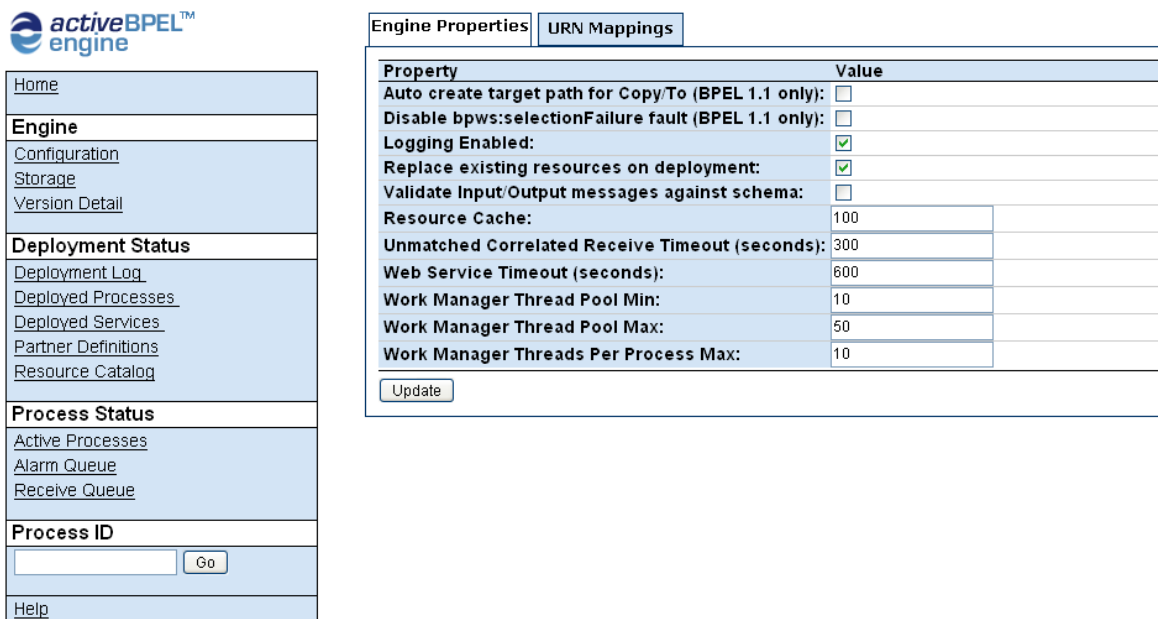 activeBPEL™
engine
Home
Engine
Configuration
Storage
Version Detail
Deployment Status
Deployment Log
Deployed Processes
Deployed Services
Partner Definitions
Resource Catalog
Process Status
Active Processes
Alarm Queue
Receive Queue
Process ID
Go
Help
Engine Properties URN Mappings
Property Value
Auto create target path for Copy/To (BPEL 1.1 only):
Disable bpws:selectionFailure fault (BPEL 1.1 only):
Logging Enabled:
Replace existing resources on deployment:
Validate Input/Output messages against schema:
Resource Cache: 100
Unmatched Correlated Receive Timeout (seconds): 300
Web Service Timeout (seconds): 600
Work Manager Thread Pool Min: 10
Work Manager Thread Pool Max: 50
Work Manager Threads Per Process Max: 10
Update